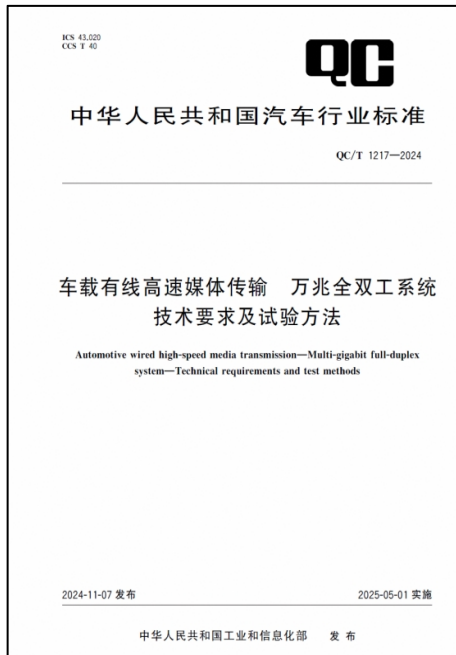 ICS 43.020
CCS T 40
QC
中华人民共和国汽车行业标准
QC/T 1217—2024
车载有线高速媒体传输　万兆全双工系统
技术要求及试验方法
Automotive wired high-speed media transmission—Multi-gigabit full-duplex
system—Technical requirements and test methods
2024-11-07 发布
2025-05-01 实施
中华人民共和国工业和信息化部　发 布